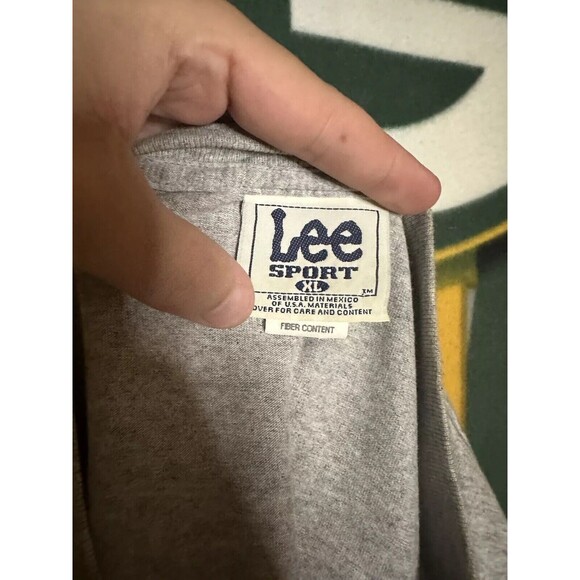 Lee
SPORT
XL
TM
ASSEMBLED IN MEXICO
OF U.S.A. MATERIALS
OVER FOR CARE AND CONTENT
FIBER CONTENT